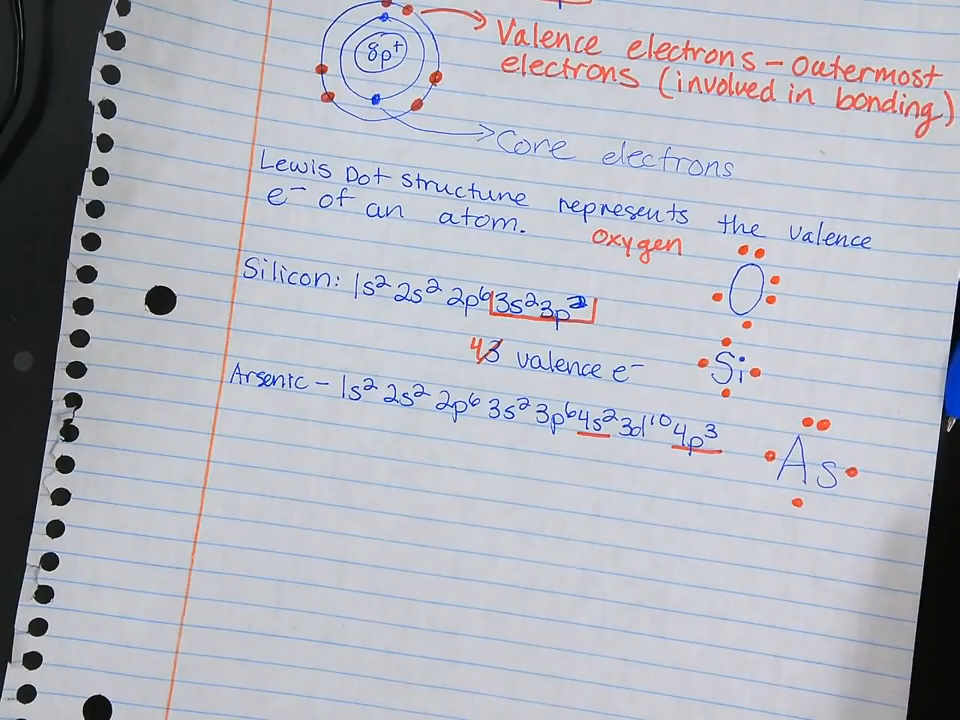 8p⁺
Valence electrons - outermost
electrons (involved in bonding)
Core electrons
Lewis Dot structure represents the valence
e⁻ of an atom.
oxygen
O
Silicon: 1s² 2s² 2p⁶ 3s² 3p²
4 valence e⁻
Si
Arsenic - 1s² 2s² 2p⁶ 3s² 3p⁶ 4s² 3d¹⁰ 4p³
As